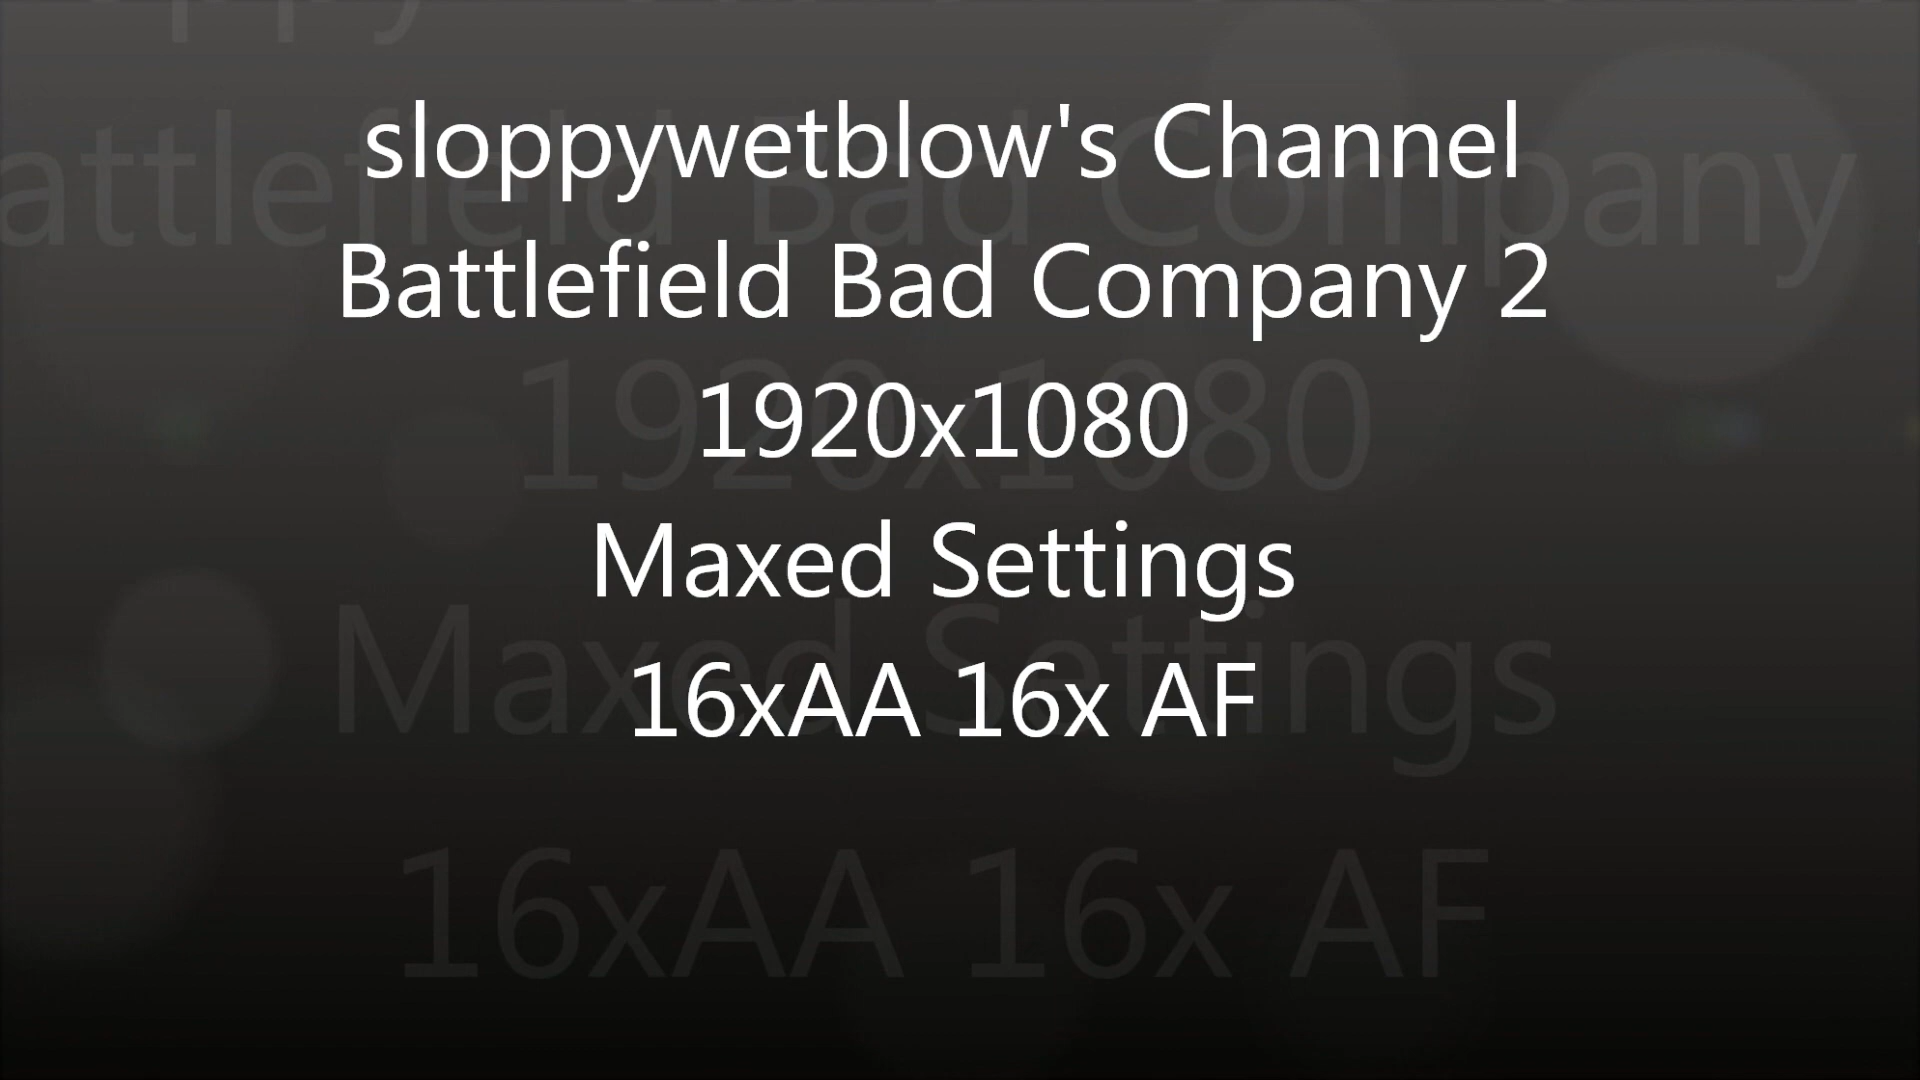 sloppywetblow's Channel
Battlefield Bad Company 2
1920x1080
Maxed Settings
16xAA 16x AF